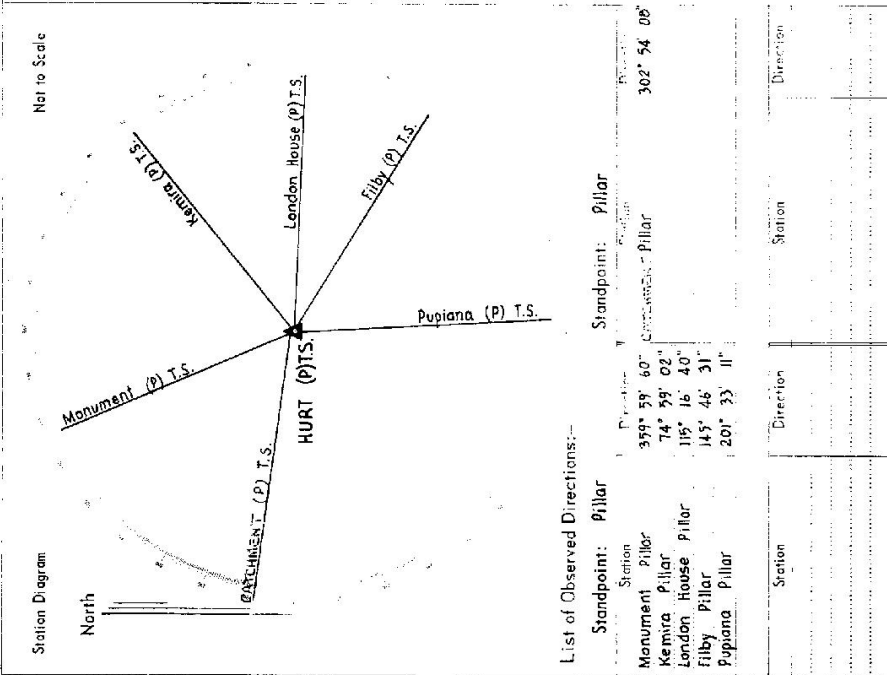 Station Diagram
Not to Scale
North
Monument (P) T.S.
Kemira (P) T.S.
London House (P) T.S.
Filby (P) T.S.
Pupiana (P) T.S.
CATCHMENT (P) T.S.
HURT (P) T.S.
List of Observed Directions:-
Standpoint: Pillar
Standpoint: Pillar
Station Direction
Monument Pillar 359° 59' 60" Pillar 302° 54' 08"
Kemira Pillar 74° 59' 02"
London House Pillar 115° 16' 40"
Filby Pillar 145° 46' 31"
Pupiana Pillar 201° 33' 11"
Station Direction Station Direction